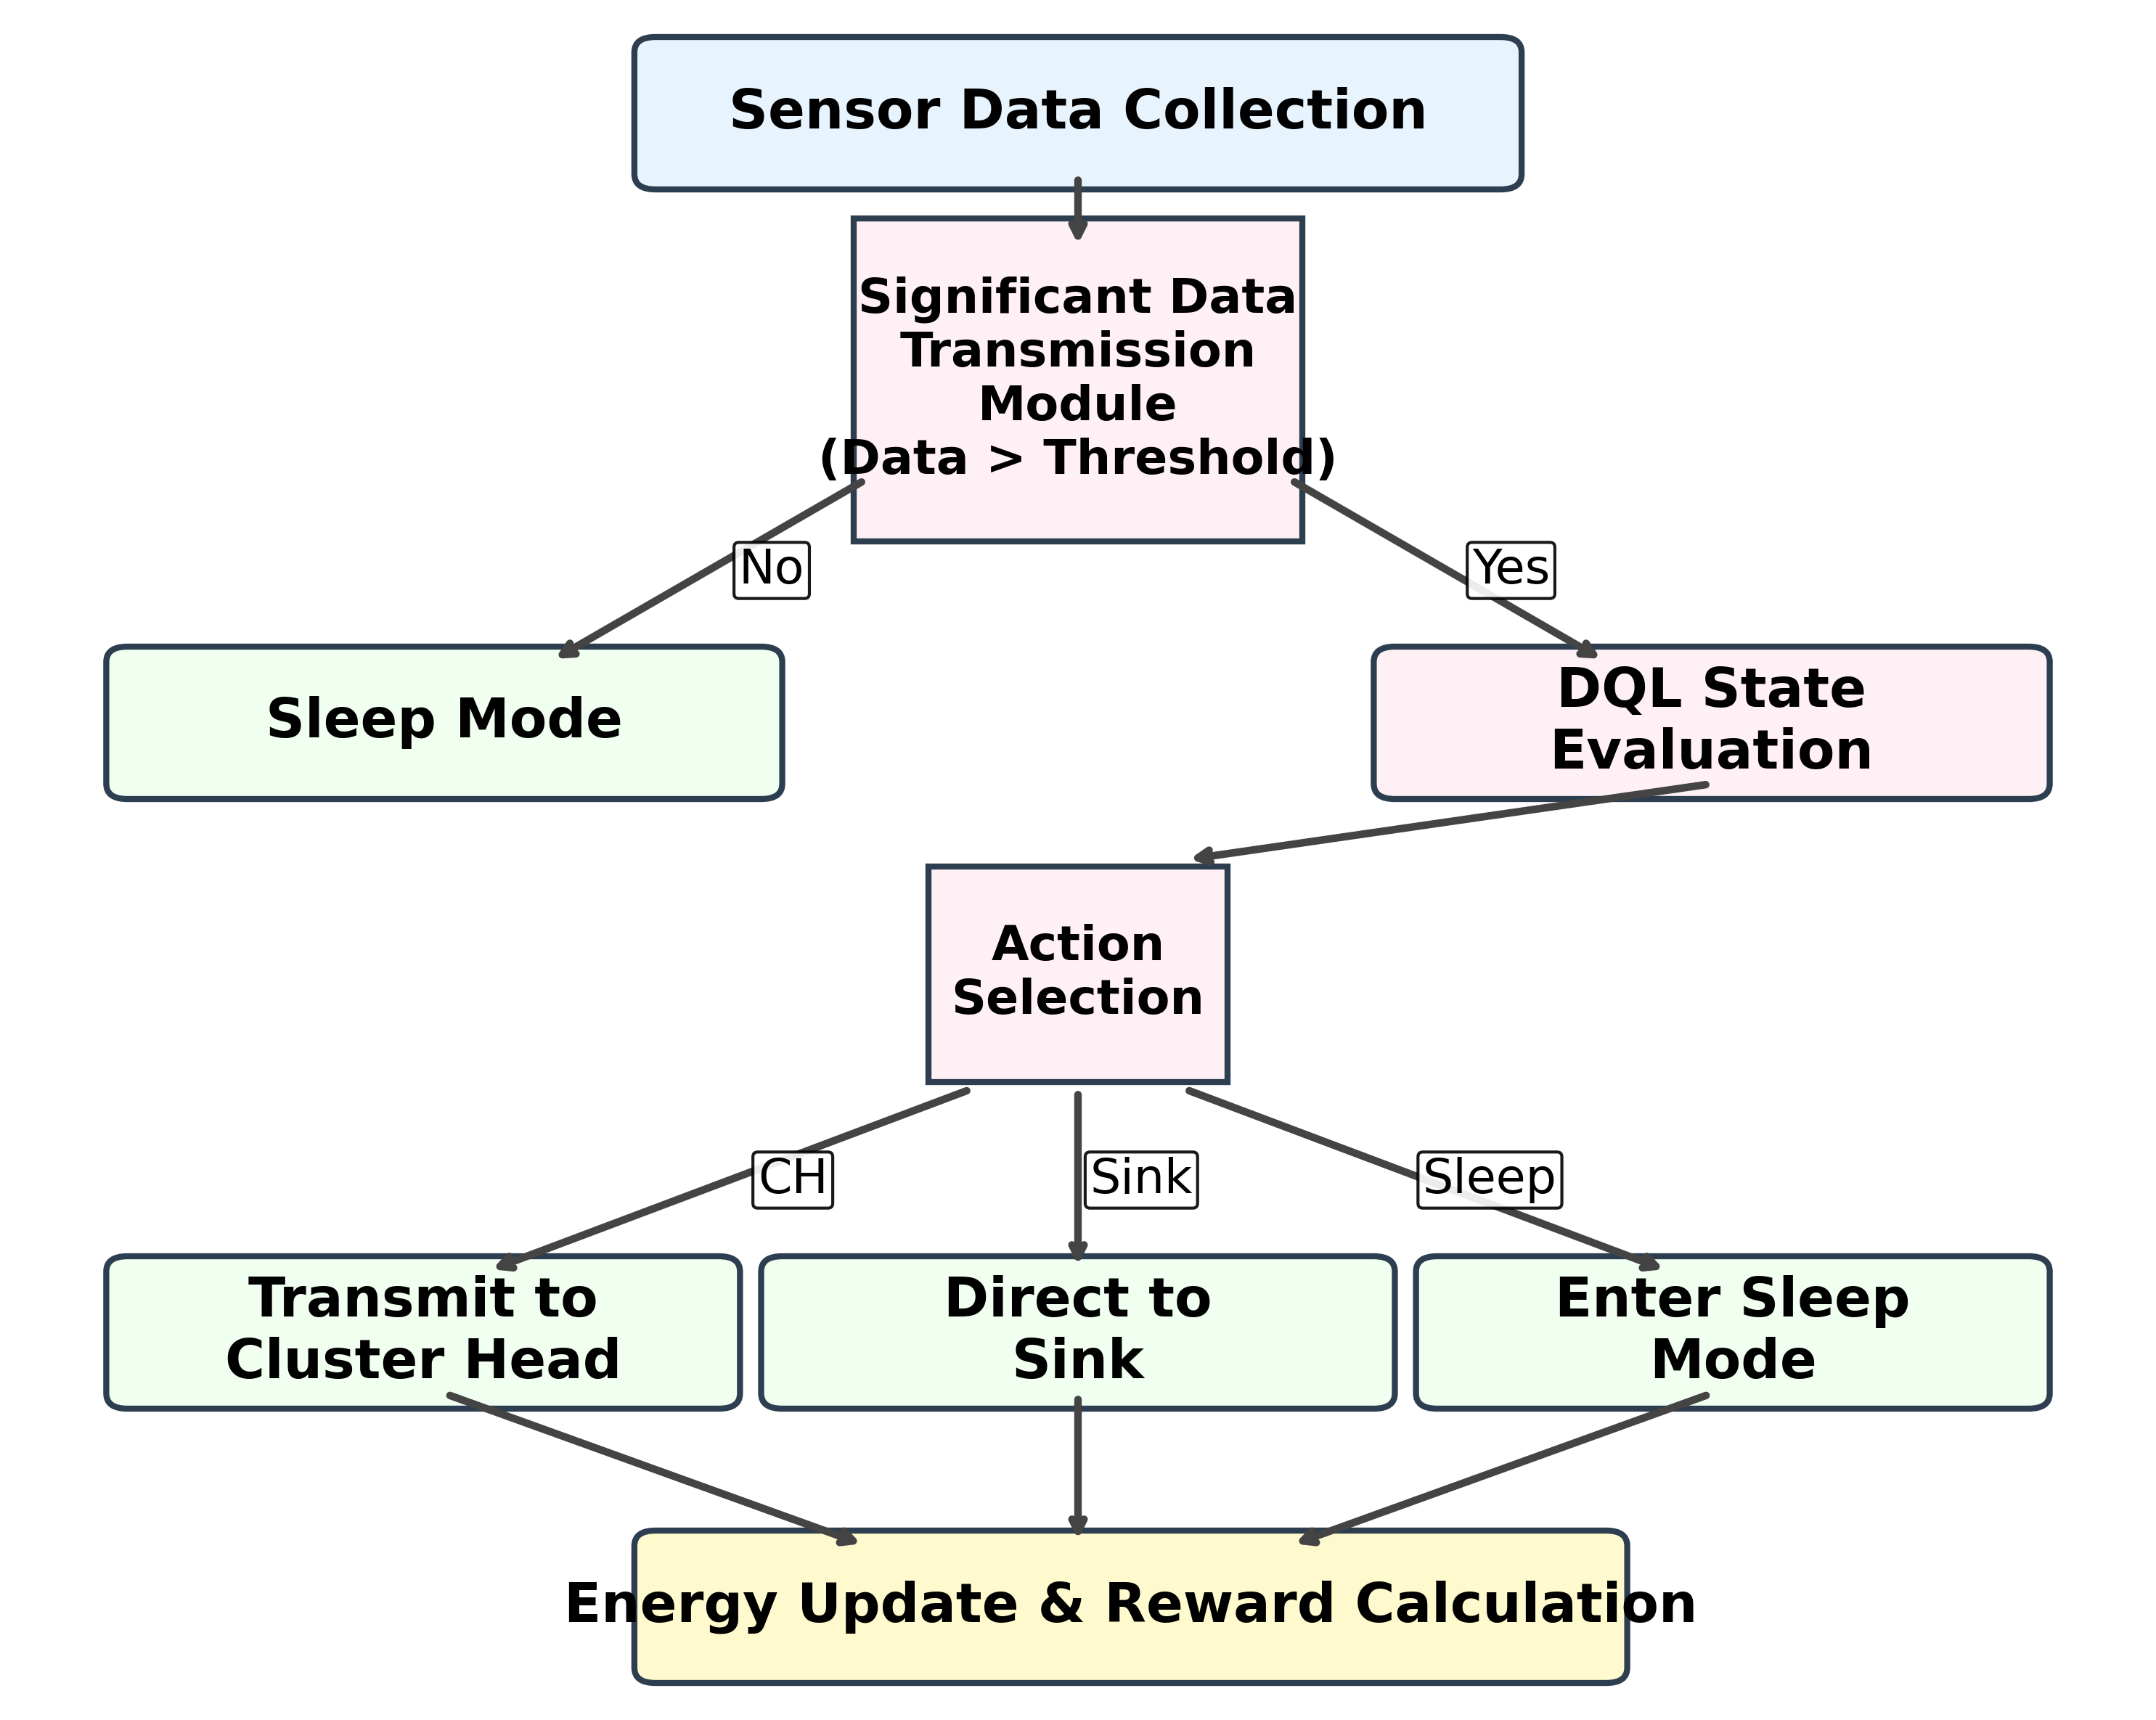 Sensor Data Collection
Significant Data
Transmission
Module
(Data > Threshold)
No
Yes
Sleep Mode
DQL State
Evaluation
Action
Selection
CH
Sink
Sleep
Transmit to
Cluster Head
Direct to
Sink
Enter Sleep
Mode
Energy Update & Reward Calculation